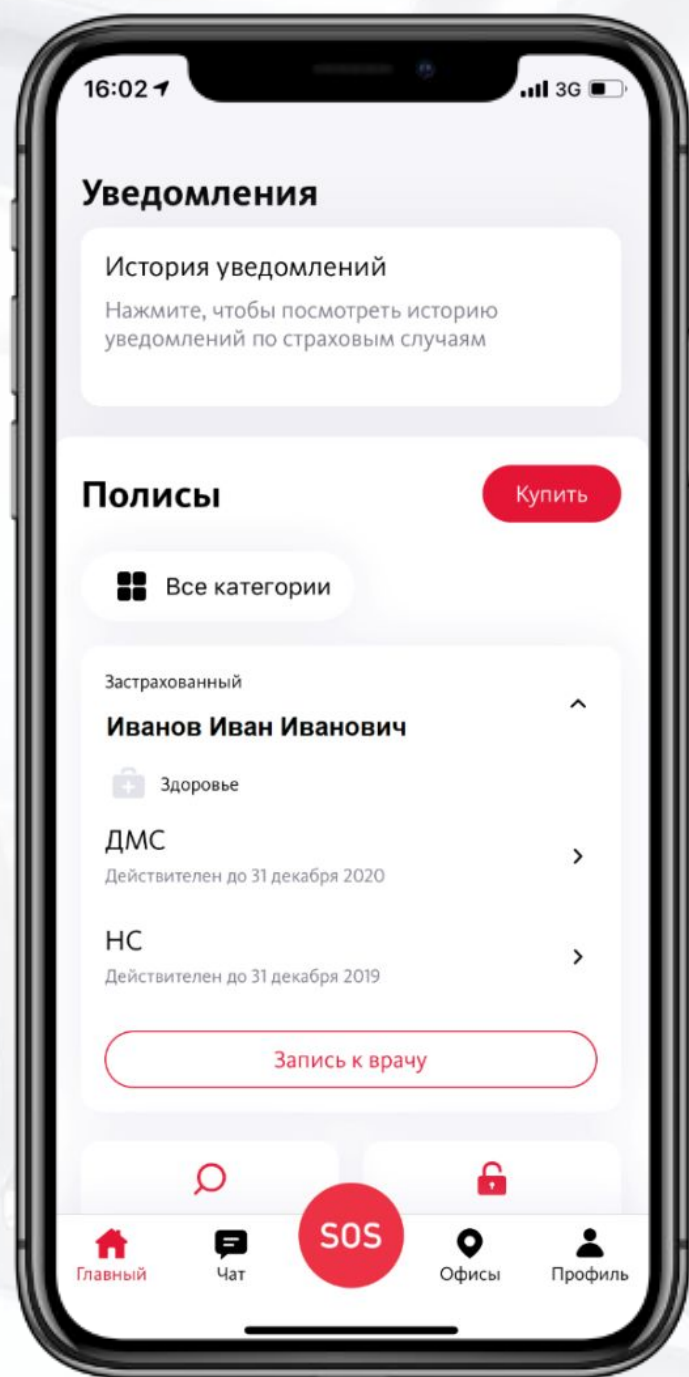 16:02
3G
Уведомления
История уведомлений
Нажмите, чтобы посмотреть историю
уведомлений по страховым случаям
Полисы
Купить
Все категории
Застрахованный
Иванов Иван Иванович
Здоровье
ДМС
Действителен до 31 декабря 2020
НС
Действителен до 31 декабря 2019
Запись к врачу
SOS
Главный
Чат
Офисы
Профиль